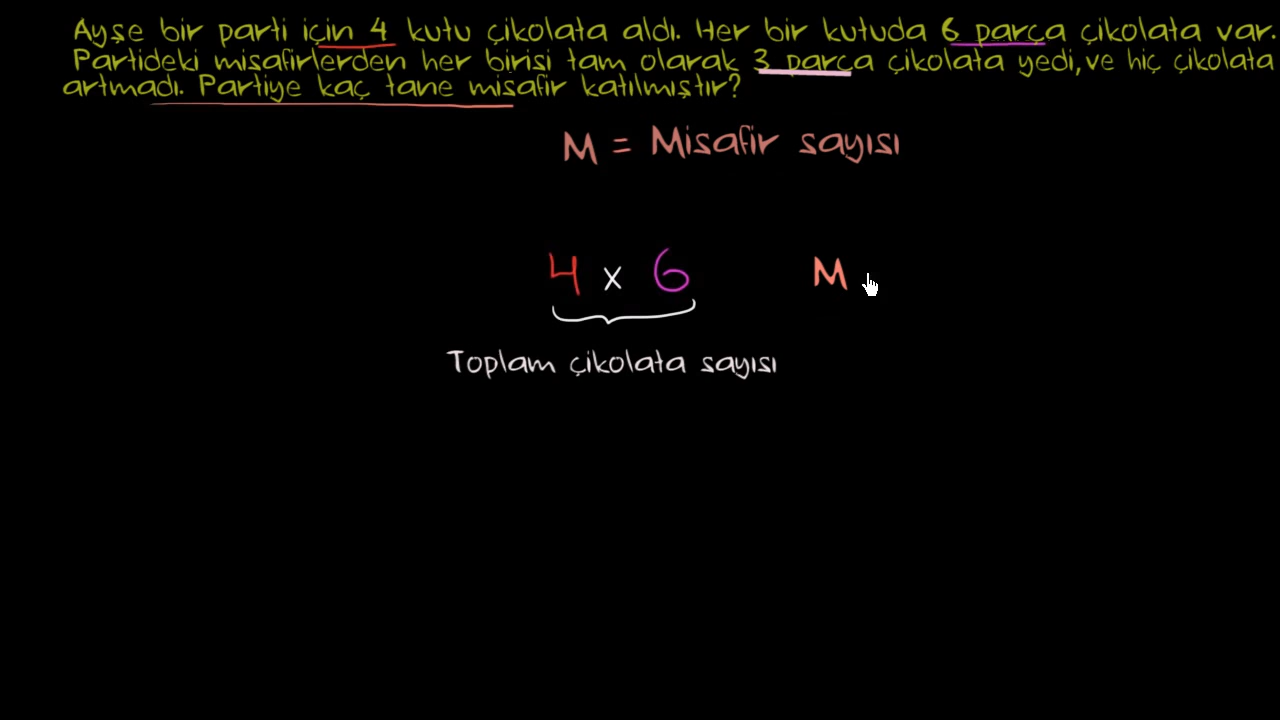 Ayşe bir parti için 4 kutu çikolata aldı. Her bir kutuda 6 parça çikolata var.
Partideki misafirlerden her birisi tam olarak 3 parça çikolata yedi, ve hiç çikolata
artmadı. Partiye kaç tane misafir katılmıştır?
M = Misafir sayısı
4 x 6 M
Toplam çikolata sayısı